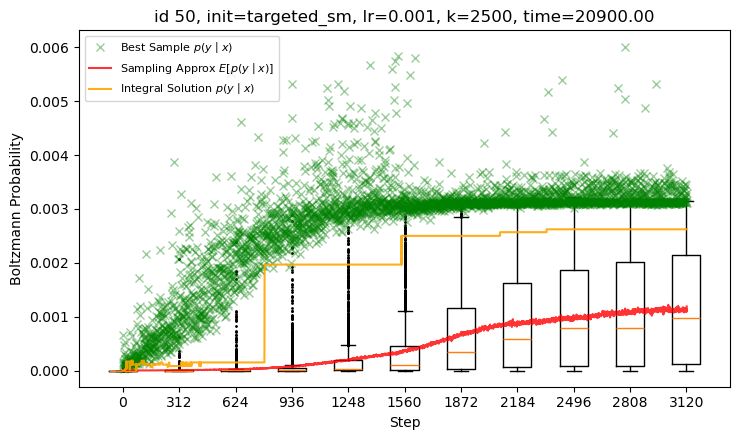 id 50, init=targeted_sm, lr=0.001, k=2500, time=20900.00
Best Sample p(y | x)
Sampling Approx E[p(y | x)]
Integral Solution p(y | x)
Boltzmann Probability
0.006
0.005
0.004
0.003
0.002
0.001
0.000
0 312 624 936 1248 1560 1872 2184 2496 2808 3120
Step